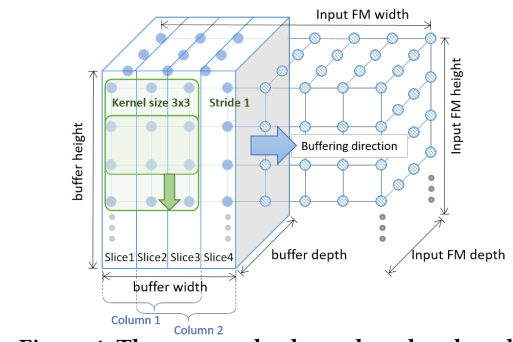 Input FM width
Kernel size 3x3
Stride 1
buffer height
Input FM height
Buffering direction
Slice1
Slice2
Slice3
Slice4
buffer depth
Input FM depth
buffer width
Column 1
Column 2